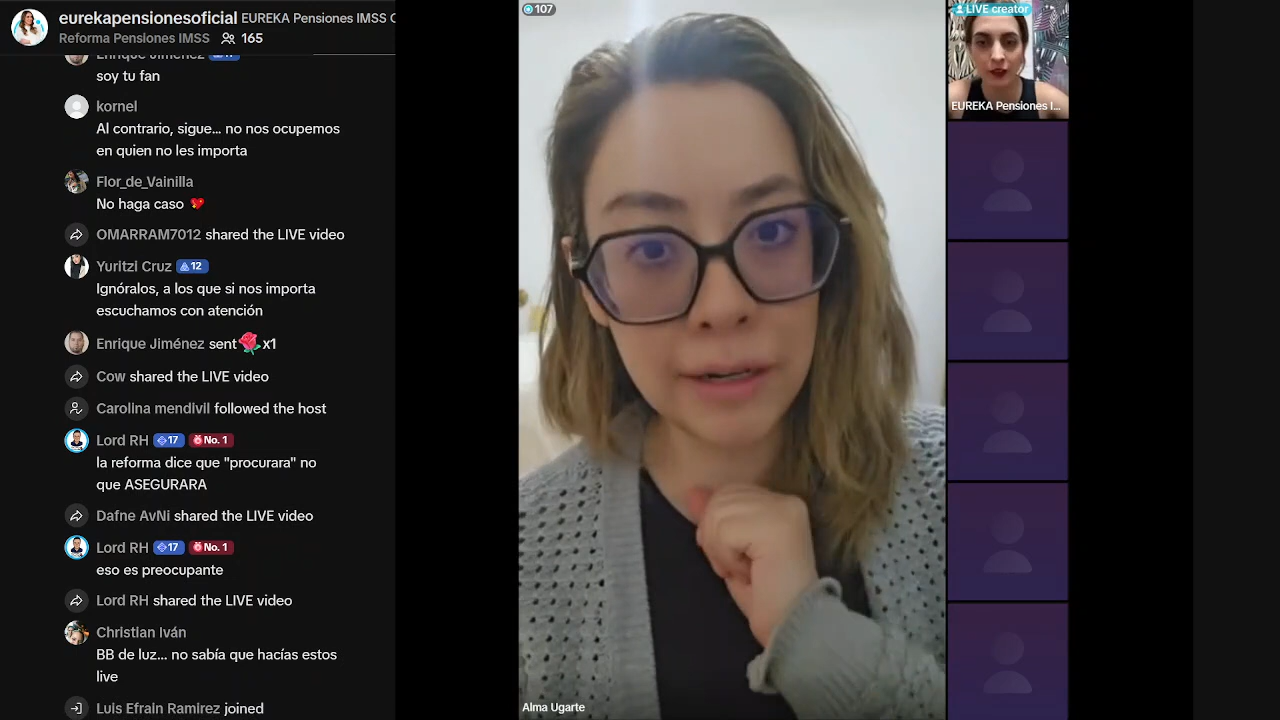 eurekapensionesoficial EUREKA Pensiones IMSS
Reforma Pensiones IMSS 165
Enrique Jiménez
soy tu fan
kornel
Al contrario, sigue... no nos ocupemos
en quien no les importa
Flor_de_Vainilla
No haga caso
OMARRAM7012 shared the LIVE video
Yuritzi Cruz 12
Ignóralos, a los que si nos importa
escuchamos con atención
Enrique Jiménez sent x1
Cow shared the LIVE video
Carolina mendivil followed the host
Lord RH 17 No. 1
la reforma dice que "procurara" no
que ASEGURARA
Dafne AvNi shared the LIVE video
Lord RH 17 No. 1
eso es preocupante
Lord RH shared the LIVE video
Christian Iván
BB de luz... no sabía que hacías estos
live
Luis Efrain Ramirez joined
107
Alma Ugarte
LIVE creator
EUREKA Pensiones I...